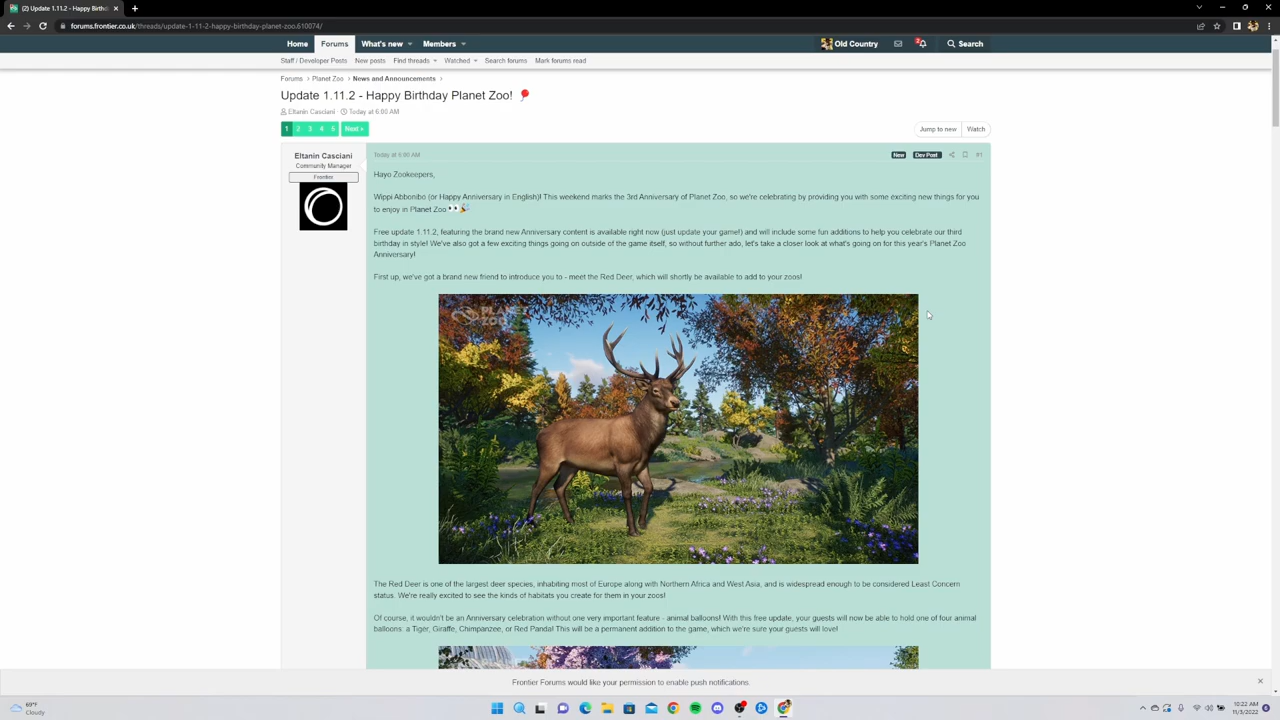 (2) Update 1.11.2 - Happy Birthd
forums.frontier.co.uk/threads/update-1-11-2-happy-birthday-planet-zoo.610074/
Home Forums What's new Members Old Country 2 Search
Staff / Developer Posts New posts Find threads Watched Search forums Mark forums read
Forums > Planet Zoo > News and Announcements >
Update 1.11.2 - Happy Birthday Planet Zoo! 🎈
Eltanin Casciani · Today at 6:00 AM
1 2 3 4 5 Next » Jump to new Watch
Eltanin Casciani
Community Manager
Frontier
Today at 6:00 AM New Dev Post #1
Hayo Zookeepers,
Wippi Abbonibo (or Happy Anniversary in English)! This weekend marks the 3rd Anniversary of Planet Zoo, so we're celebrating by providing you with some exciting new things for you
to enjoy in Planet Zoo 👀🎉
Free update 1.11.2, featuring the brand new Anniversary content is available right now (just update your game!) and will include some fun additions to help you celebrate our third
birthday in style! We've also got a few exciting things going on outside of the game itself, so without further ado, let's take a closer look at what's going on for this year's Planet Zoo
Anniversary!
First up, we've got a brand new friend to introduce you to - meet the Red Deer, which will shortly be available to add to your zoos!
PLANET ZOO
The Red Deer is one of the largest deer species, inhabiting most of Europe along with Northern Africa and West Asia, and is widespread enough to be considered Least Concern
status. We're really excited to see the kinds of habitats you create for them in your zoos!
Of course, it wouldn't be an Anniversary celebration without one very important feature - animal balloons! With this free update, your guests will now be able to hold one of four animal
balloons: a Tiger, Giraffe, Chimpanzee, or Red Panda! This will be a permanent addition to the game, which we're sure your guests will love!
Frontier Forums would like your permission to enable push notifications.
69°F
Cloudy
10:22 AM
11/3/2022